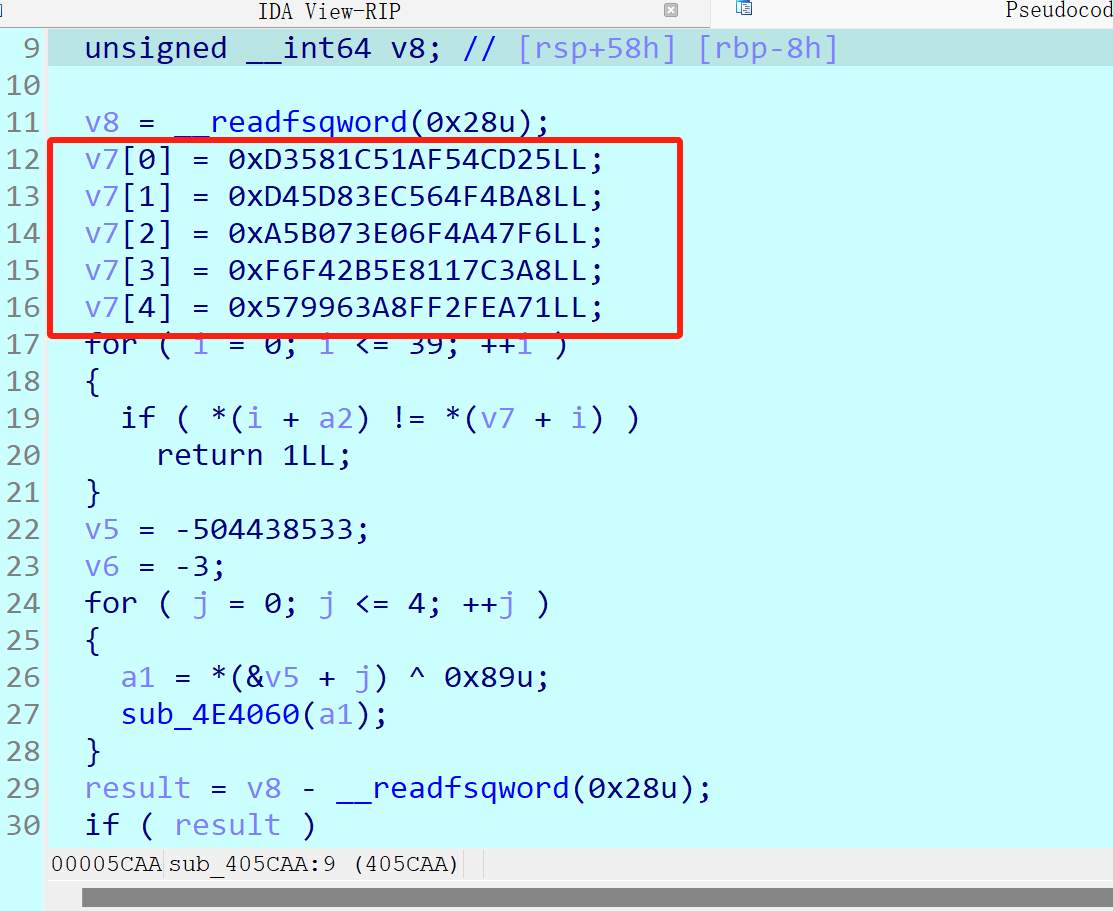 IDA View-RIP
Pseudocod
9 unsigned __int64 v8; // [rsp+58h] [rbp-8h]
10
11 v8 = __readfsqword(0x28u);
12 v7[0] = 0xD3581C51AF54CD25LL;
13 v7[1] = 0xD45D83EC564F4BA8LL;
14 v7[2] = 0xA5B073E06F4A47F6LL;
15 v7[3] = 0xF6F42B5E8117C3A8LL;
16 v7[4] = 0x579963A8FF2FEA71LL;
17 for ( i = 0; i <= 39; ++i )
18 {
19 if ( *(i + a2) != *(v7 + i) )
20 return 1LL;
21 }
22 v5 = -504438533;
23 v6 = -3;
24 for ( j = 0; j <= 4; ++j )
25 {
26 a1 = *(&v5 + j) ^ 0x89u;
27 sub_4E4060(a1);
28 }
29 result = v8 - __readfsqword(0x28u);
30 if ( result )
00005CAA sub_405CAA:9 (405CAA)